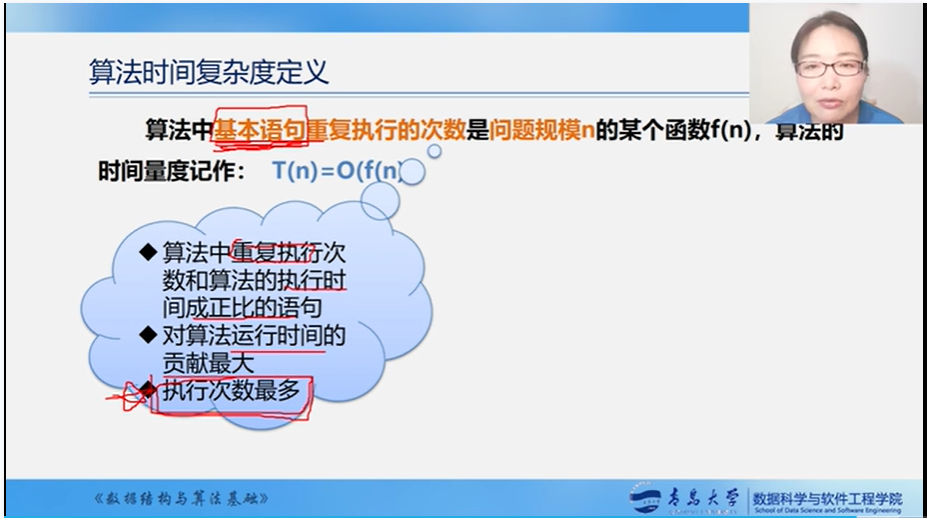 算法时间复杂度定义
算法中基本语句重复执行的次数是问题规模n的某个函数f(n)，算法的
时间量度记作： T(n)=O(f(n)
◆ 算法中重复执行次
数和算法的执行时
间成正比的语句
◆ 对算法运行时间的
贡献最大
◆ 执行次数最多
《数据结构与算法基础》
青岛大学
数据科学与软件工程学院
School of Data Science and Software Engineering